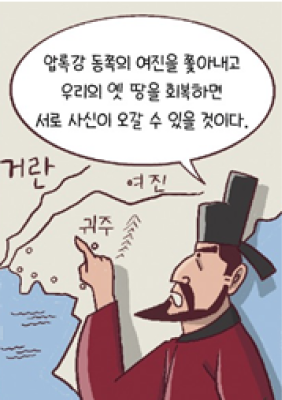 압록강 동쪽의 여진을 쫓아내고
우리의 옛 땅을 회복하면
서로 사신이 오갈 수 있을 것이다.
거란
여진
귀주